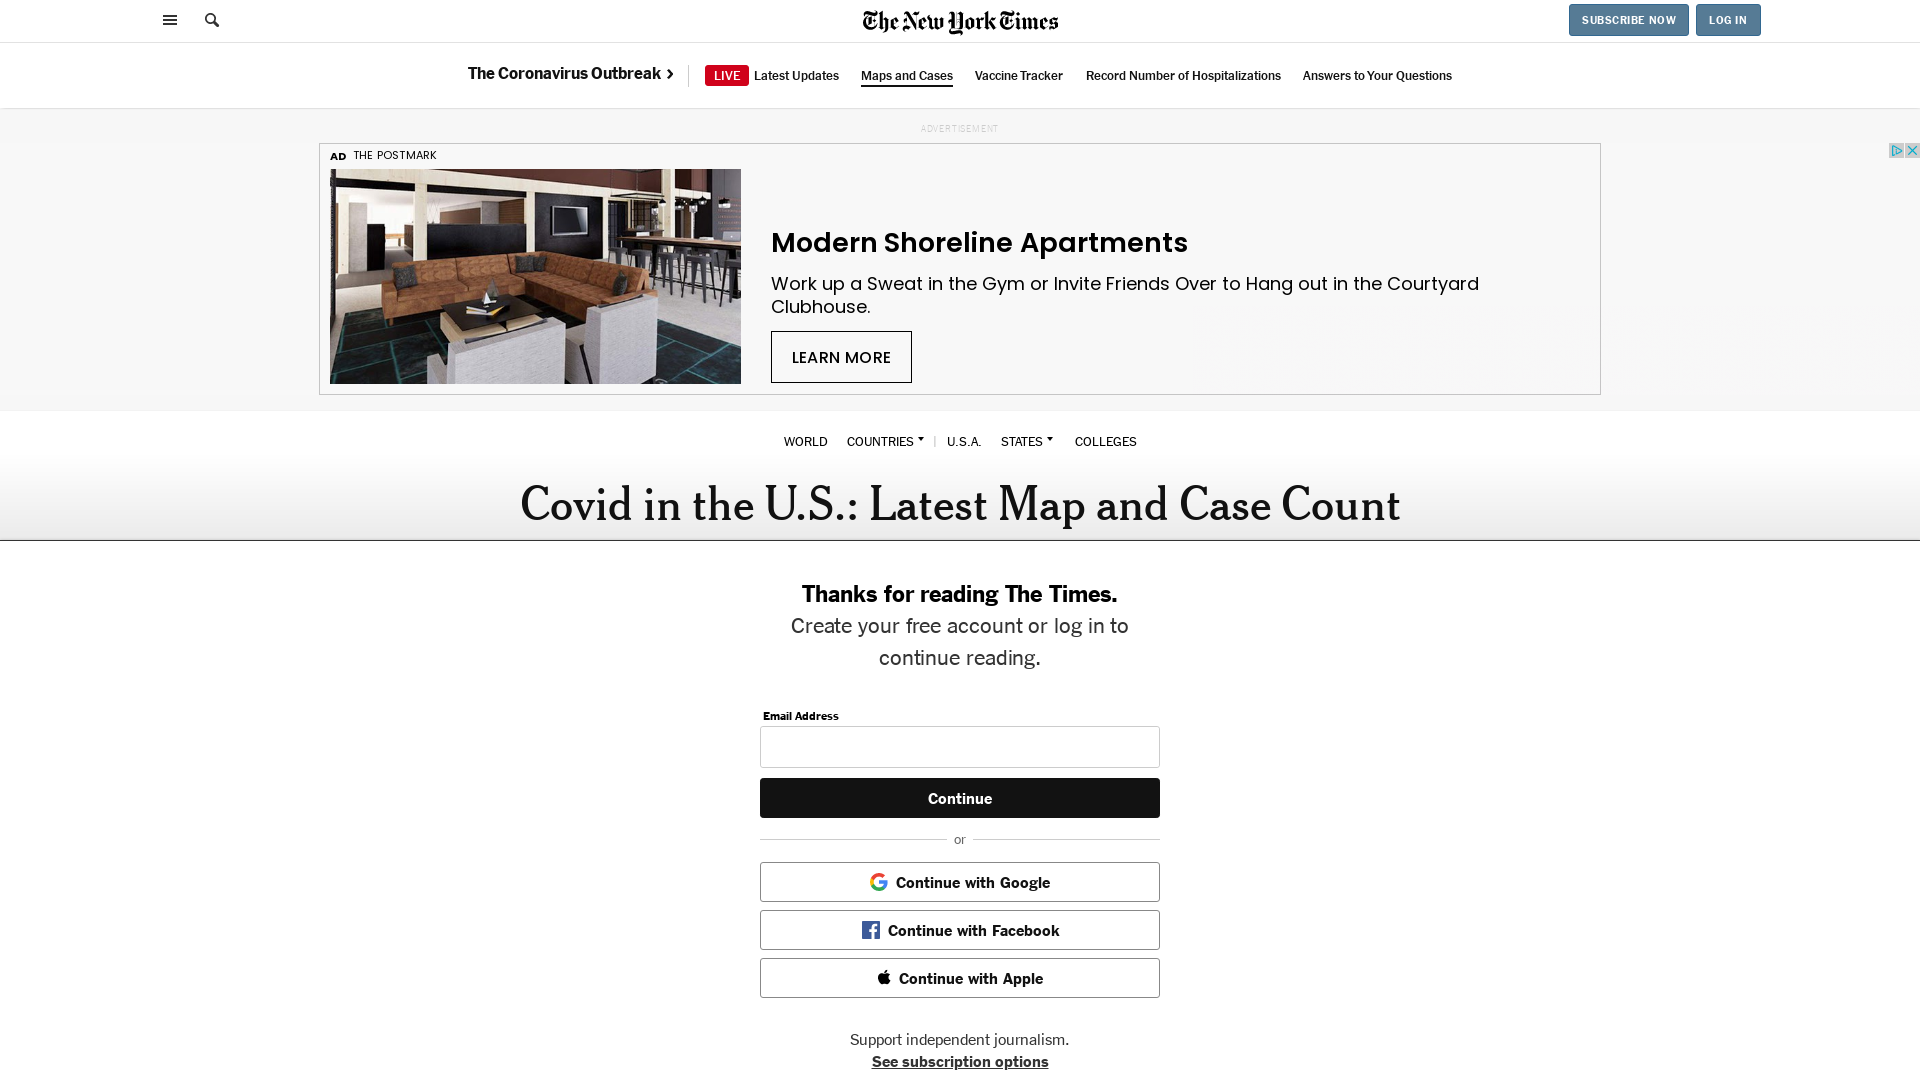 The New York Times
SUBSCRIBE NOW
LOG IN
The Coronavirus Outbreak
LIVE Latest Updates
Maps and Cases
Vaccine Tracker
Record Number of Hospitalizations
Answers to Your Questions
ADVERTISEMENT
AD THE POSTMARK
Modern Shoreline Apartments
Work up a Sweat in the Gym or Invite Friends Over to Hang out in the Courtyard
Clubhouse.
LEARN MORE
WORLD
COUNTRIES
U.S.A.
STATES
COLLEGES
Covid in the U.S.: Latest Map and Case Count
Thanks for reading The Times.
Create your free account or log in to
continue reading.
Email Address
Continue
or
Continue with Google
Continue with Facebook
Continue with Apple
Support independent journalism.
See subscription options